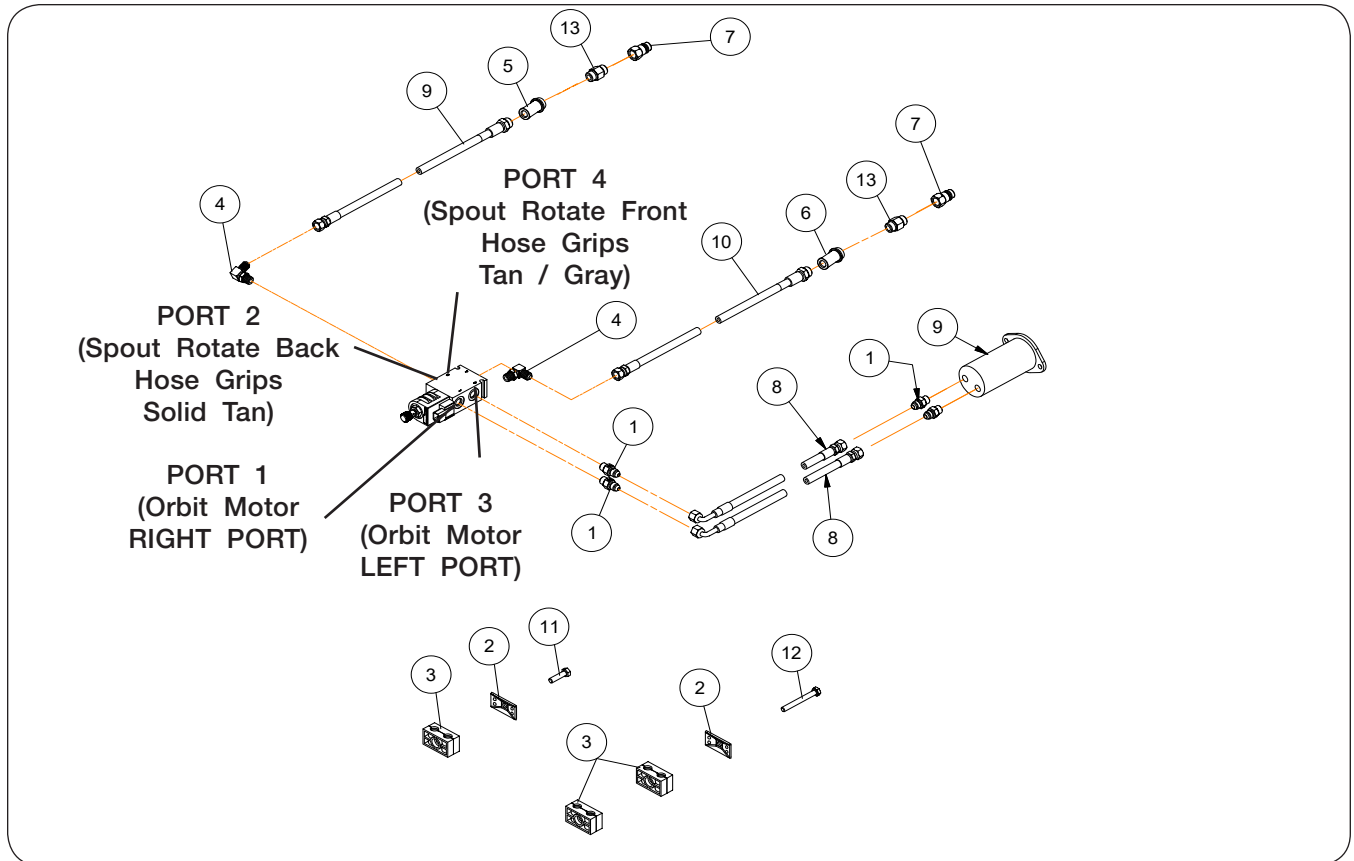 13
7
5
9
7
PORT 4
(Spout Rotate Front
Hose Grips
Tan / Gray)
13
4
6
10
PORT 2
(Spout Rotate Back
Hose Grips
Solid Tan)
4
9
1
8
1
PORT 1
(Orbit Motor
RIGHT PORT)
PORT 3
(Orbit Motor
LEFT PORT)
1
8
11
2
12
3
2
3